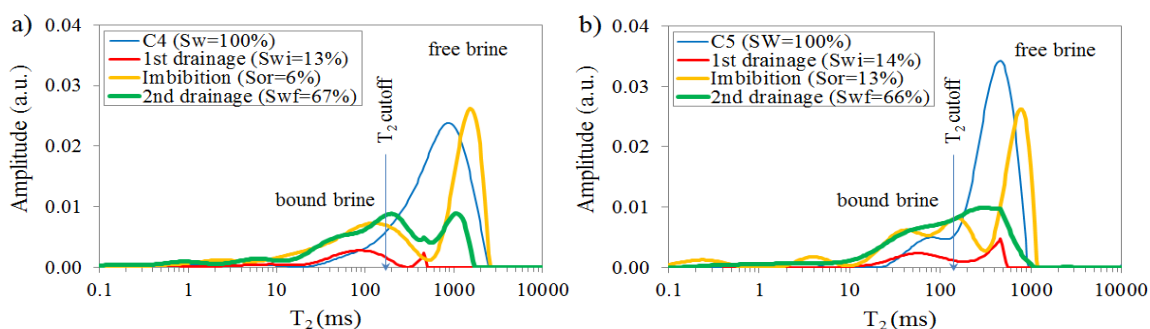 a)
Amplitude (a.u.)
0.04
0.03
0.02
0.01
0.00
C4 (Sw=100%)
1st drainage (Swi=13%)
Imbibition (Sor=6%)
2nd drainage (Swf=67%)
free brine
T2 cutoff
bound brine
0.1 1 10 100 1000 10000
T2 (ms)
b)
Amplitude (a.u.)
0.04
0.03
0.02
0.01
0.00
C5 (SW=100%)
1st drainage (Swi=14%)
Imbibition (Sor=13%)
2nd drainage (Swf=66%)
free brine
T2 cutoff
bound brine
0.1 1 10 100 1000 10000
T2 (ms)